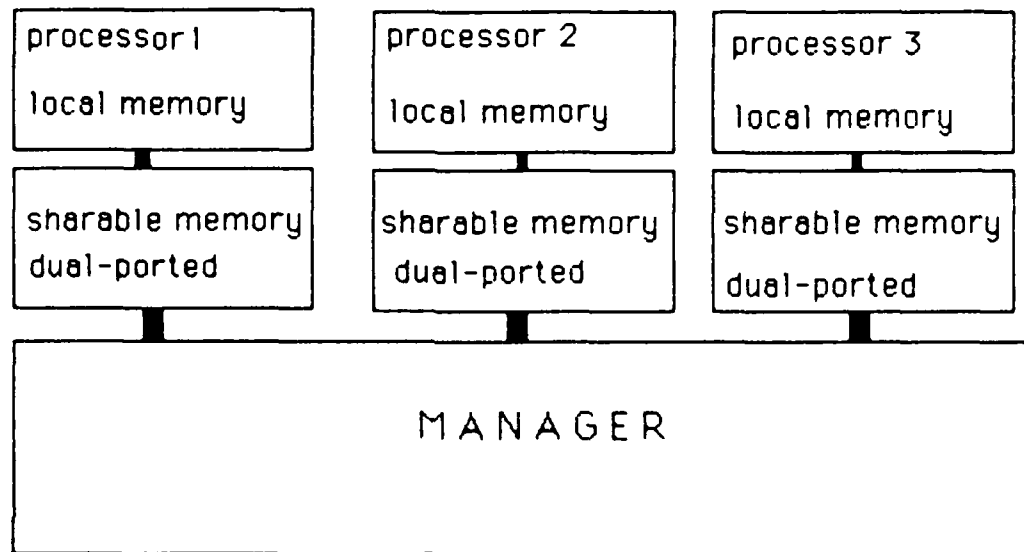 processor 1
local memory
sharable memory
dual-ported
processor 2
local memory
sharable memory
dual-ported
processor 3
local memory
sharable memory
dual-ported
MANAGER